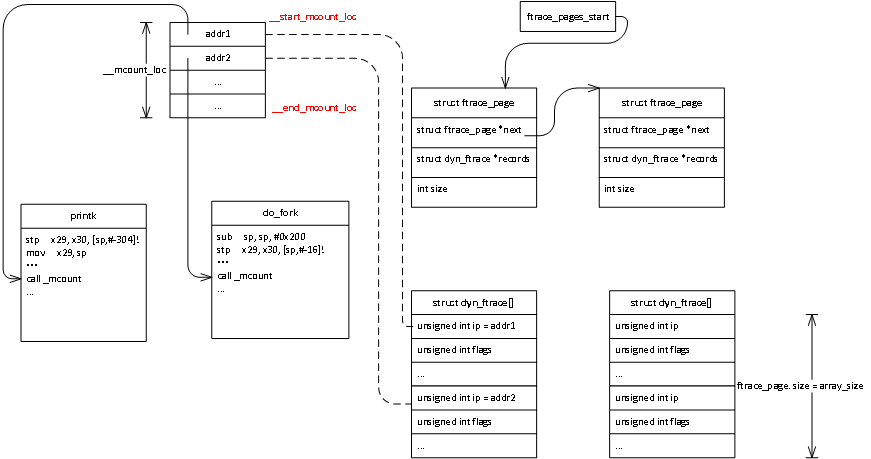 __start_mcount_loc
ftrace_pages_start
addr1
addr2
__mcount_loc
...
...
__end_mcount_loc
struct ftrace_page
struct ftrace_page *next
struct dyn_ftrace *records
int size
struct ftrace_page
struct ftrace_page *next
struct dyn_ftrace *records
int size
printk
stp x29, x30, [sp,#-304]!
mov x29, sp
...
call _mcount
...
do_fork
sub sp, sp, #0x200
stp x29, x30, [sp,#-16]!
...
call _mcount
...
struct dyn_ftrace[]
unsigned int ip = addr1
unsigned int flags
...
unsigned int ip = addr2
unsigned int flags
...
struct dyn_ftrace[]
unsigned int ip
unsigned int flags
...
unsigned int ip
unsigned int flags
...
ftrace_page.size = array_size